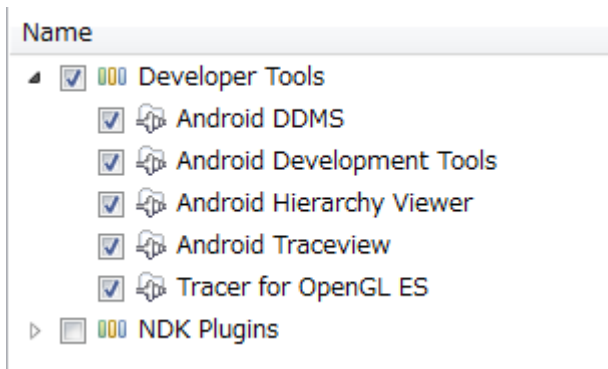 Name
Developer Tools
Android DDMS
Android Development Tools
Android Hierarchy Viewer
Android Traceview
Tracer for OpenGL ES
NDK Plugins